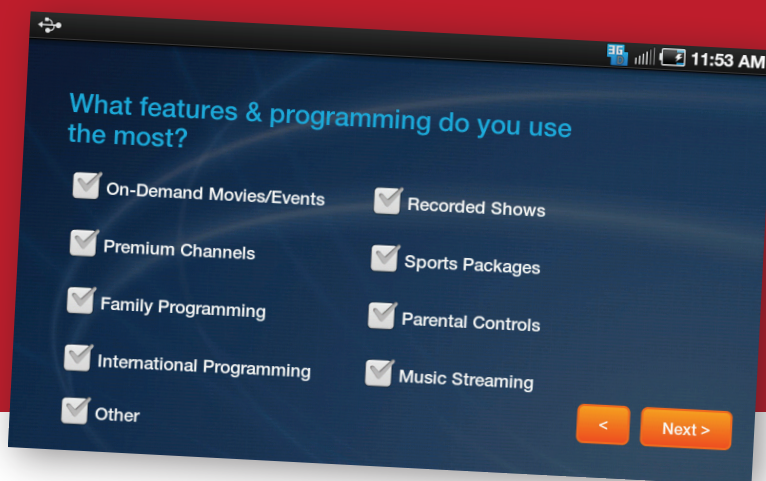 3G
11:53 AM
What features & programming do you use
the most?
On-Demand Movies/Events
Recorded Shows
Premium Channels
Sports Packages
Family Programming
Parental Controls
International Programming
Music Streaming
Other
<
Next >